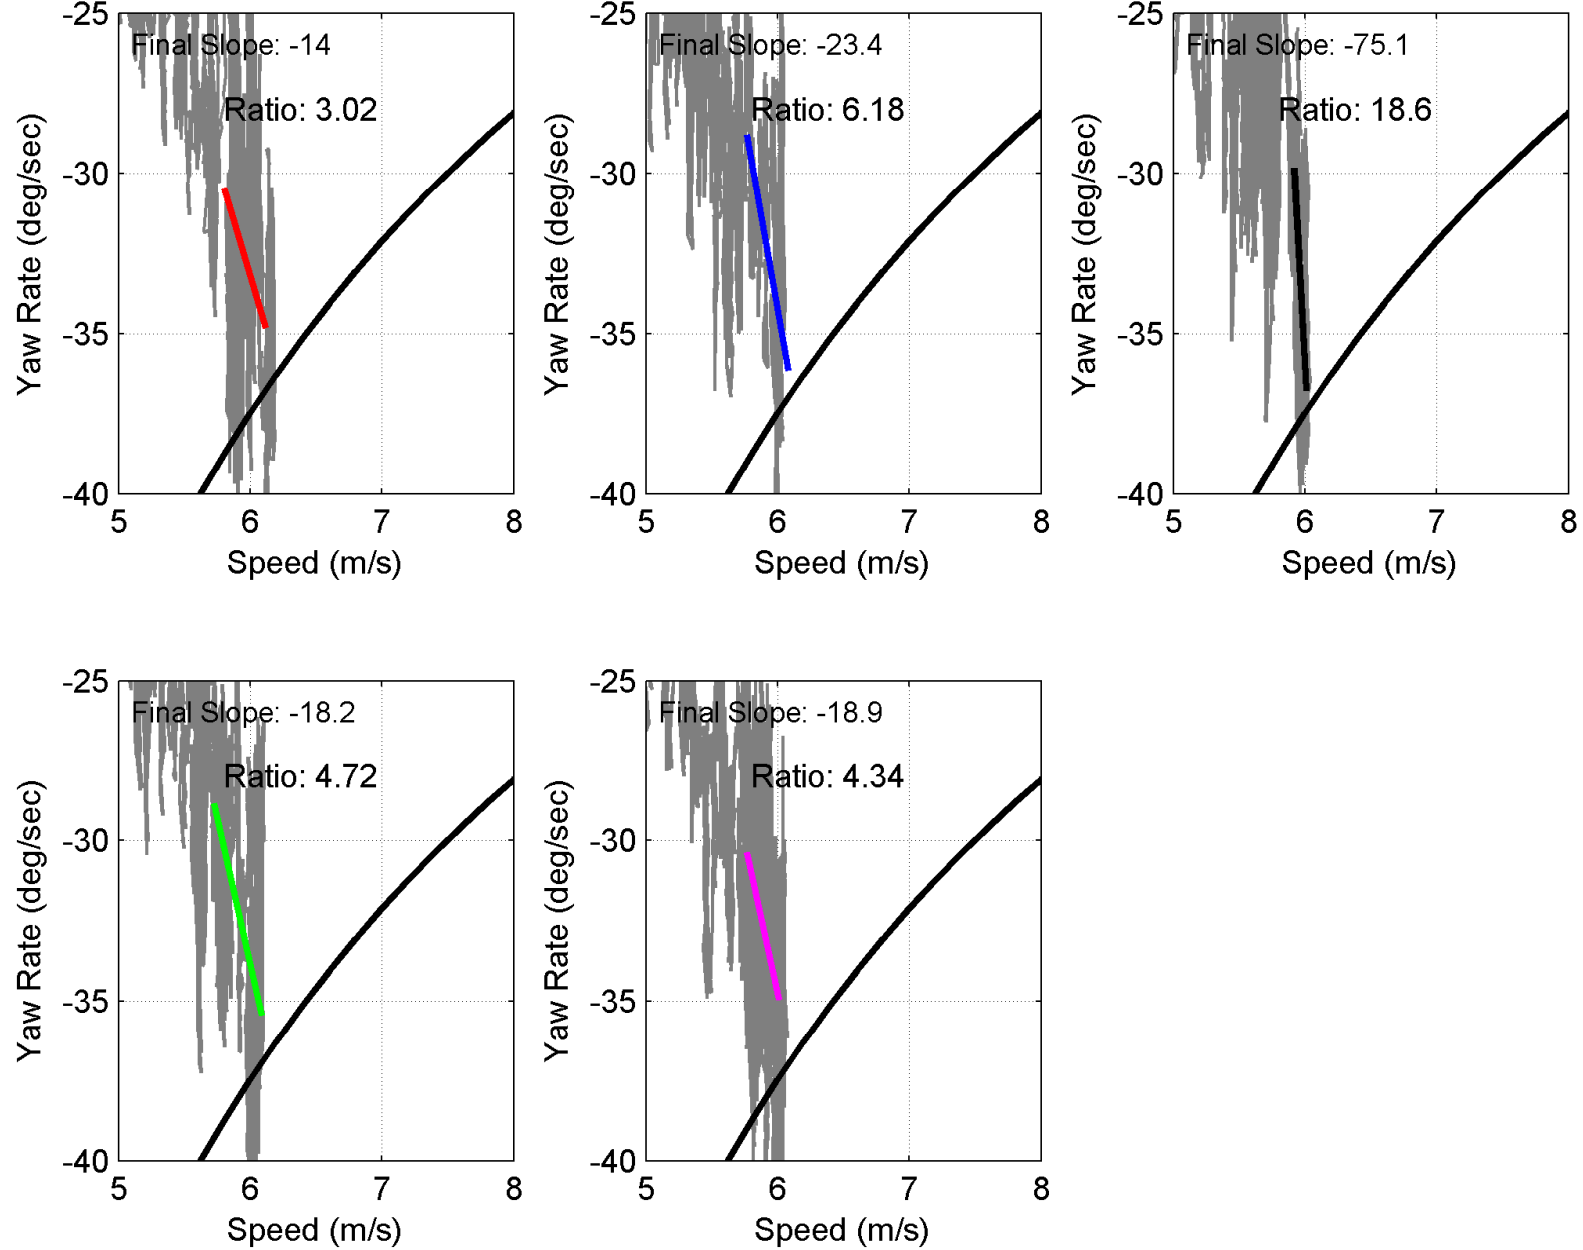 -25
Final Slope: -14
Ratio: 3.02
-30
-35
-40
5 6 7 8
Speed (m/s)
Yaw Rate (deg/sec)
-25
Final Slope: -23.4
Ratio: 6.18
-30
-35
-40
5 6 7 8
Speed (m/s)
Yaw Rate (deg/sec)
-25
Final Slope: -75.1
Ratio: 18.6
-30
-35
-40
5 6 7 8
Speed (m/s)
Yaw Rate (deg/sec)
-25
Final Slope: -18.2
Ratio: 4.72
-30
-35
-40
5 6 7 8
Speed (m/s)
Yaw Rate (deg/sec)
-25
Final Slope: -18.9
Ratio: 4.34
-30
-35
-40
5 6 7 8
Speed (m/s)
Yaw Rate (deg/sec)